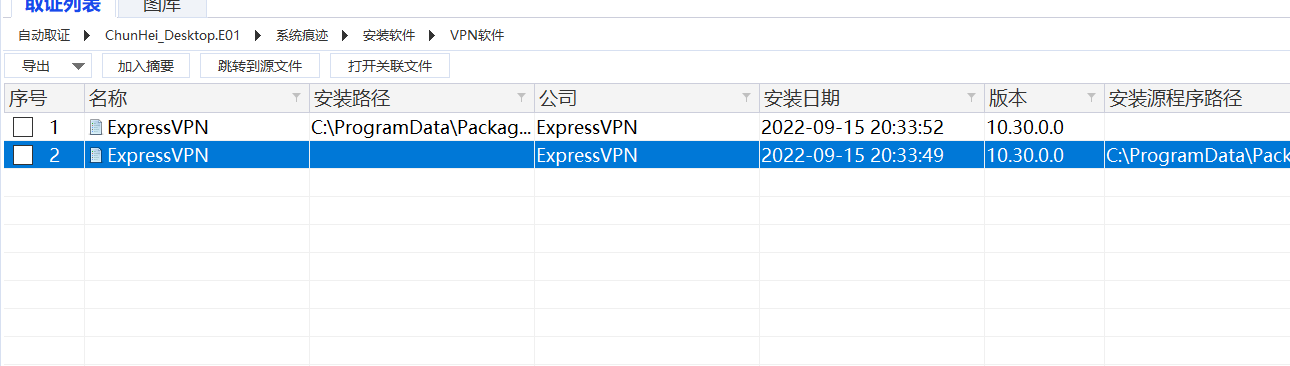 取证列表 图库
自动取证 ChunHei_Desktop.E01 系统痕迹 安装软件 VPN软件
导出 加入摘要 跳转到源文件 打开关联文件
序号 名称 安装路径 公司 安装日期 版本 安装源程序路径
1 ExpressVPN C:\ProgramData\Packag... ExpressVPN 2022-09-15 20:33:52 10.30.0.0
2 ExpressVPN ExpressVPN 2022-09-15 20:33:49 10.30.0.0 C:\ProgramData\Pack